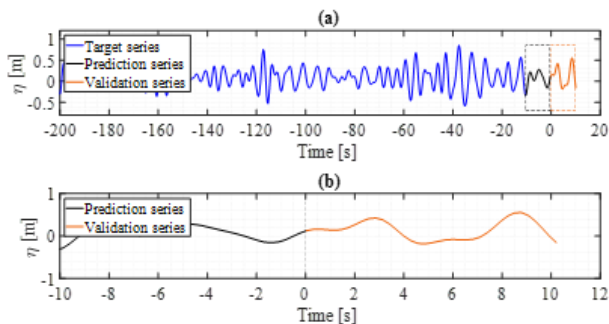 (a)
1
0.5
0
-0.5
η [m]
Target series
Prediction series
Validation series
-200 -180 -160 -140 -120 -100 -80 -60 -40 -20 0 20
Time [s]
(b)
1
0
-1
η [m]
Prediction series
Validation series
-10 -8 -6 -4 -2 0 2 4 6 8 10 12
Time [s]